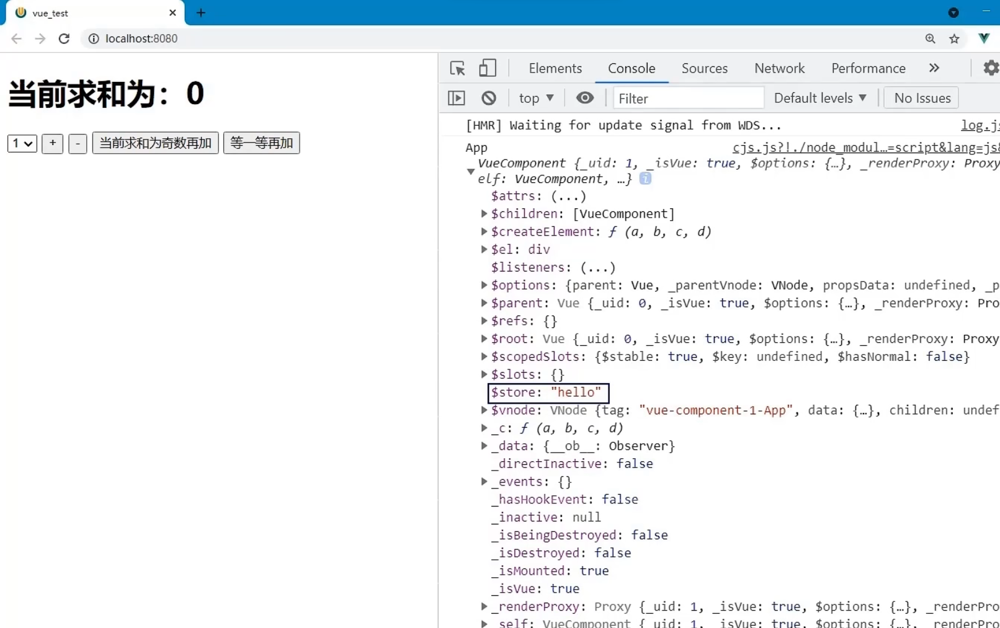 vue_test
localhost:8080
当前求和为：0
1 + - 当前求和为奇数再加 等一等再加
Elements Console Sources Network Performance
top Filter Default levels No Issues
[HMR] Waiting for update signal from WDS... log.js
App cjs.js?!./node_modul…=script&lang=js&
VueComponent {_uid: 1, _isVue: true, $options: {…}, _renderProxy: Proxy
elf: VueComponent, …}
$attrs: (...)
$children: [VueComponent]
$createElement: ƒ (a, b, c, d)
$el: div
$listeners: (...)
$options: {parent: Vue, _parentVnode: VNode, propsData: undefined, _p
$parent: Vue {_uid: 0, _isVue: true, $options: {…}, _renderProxy: Pro
$refs: {}
$root: Vue {_uid: 0, _isVue: true, $options: {…}, _renderProxy: Proxy
$scopedSlots: {$stable: true, $key: undefined, $hasNormal: false}
$slots: {}
$store: "hello"
$vnode: VNode {tag: "vue-component-1-App", data: {…}, children: undef
_c: ƒ (a, b, c, d)
_data: {__ob__: Observer}
_directInactive: false
_events: {}
_hasHookEvent: false
_inactive: null
_isBeingDestroyed: false
_isDestroyed: false
_isMounted: true
_isVue: true
_renderProxy: Proxy {_uid: 1, _isVue: true, $options: {…}, _renderPro
_self: VueComponent {_uid: 1, _isVue: true, $options: {…}, _renderPro